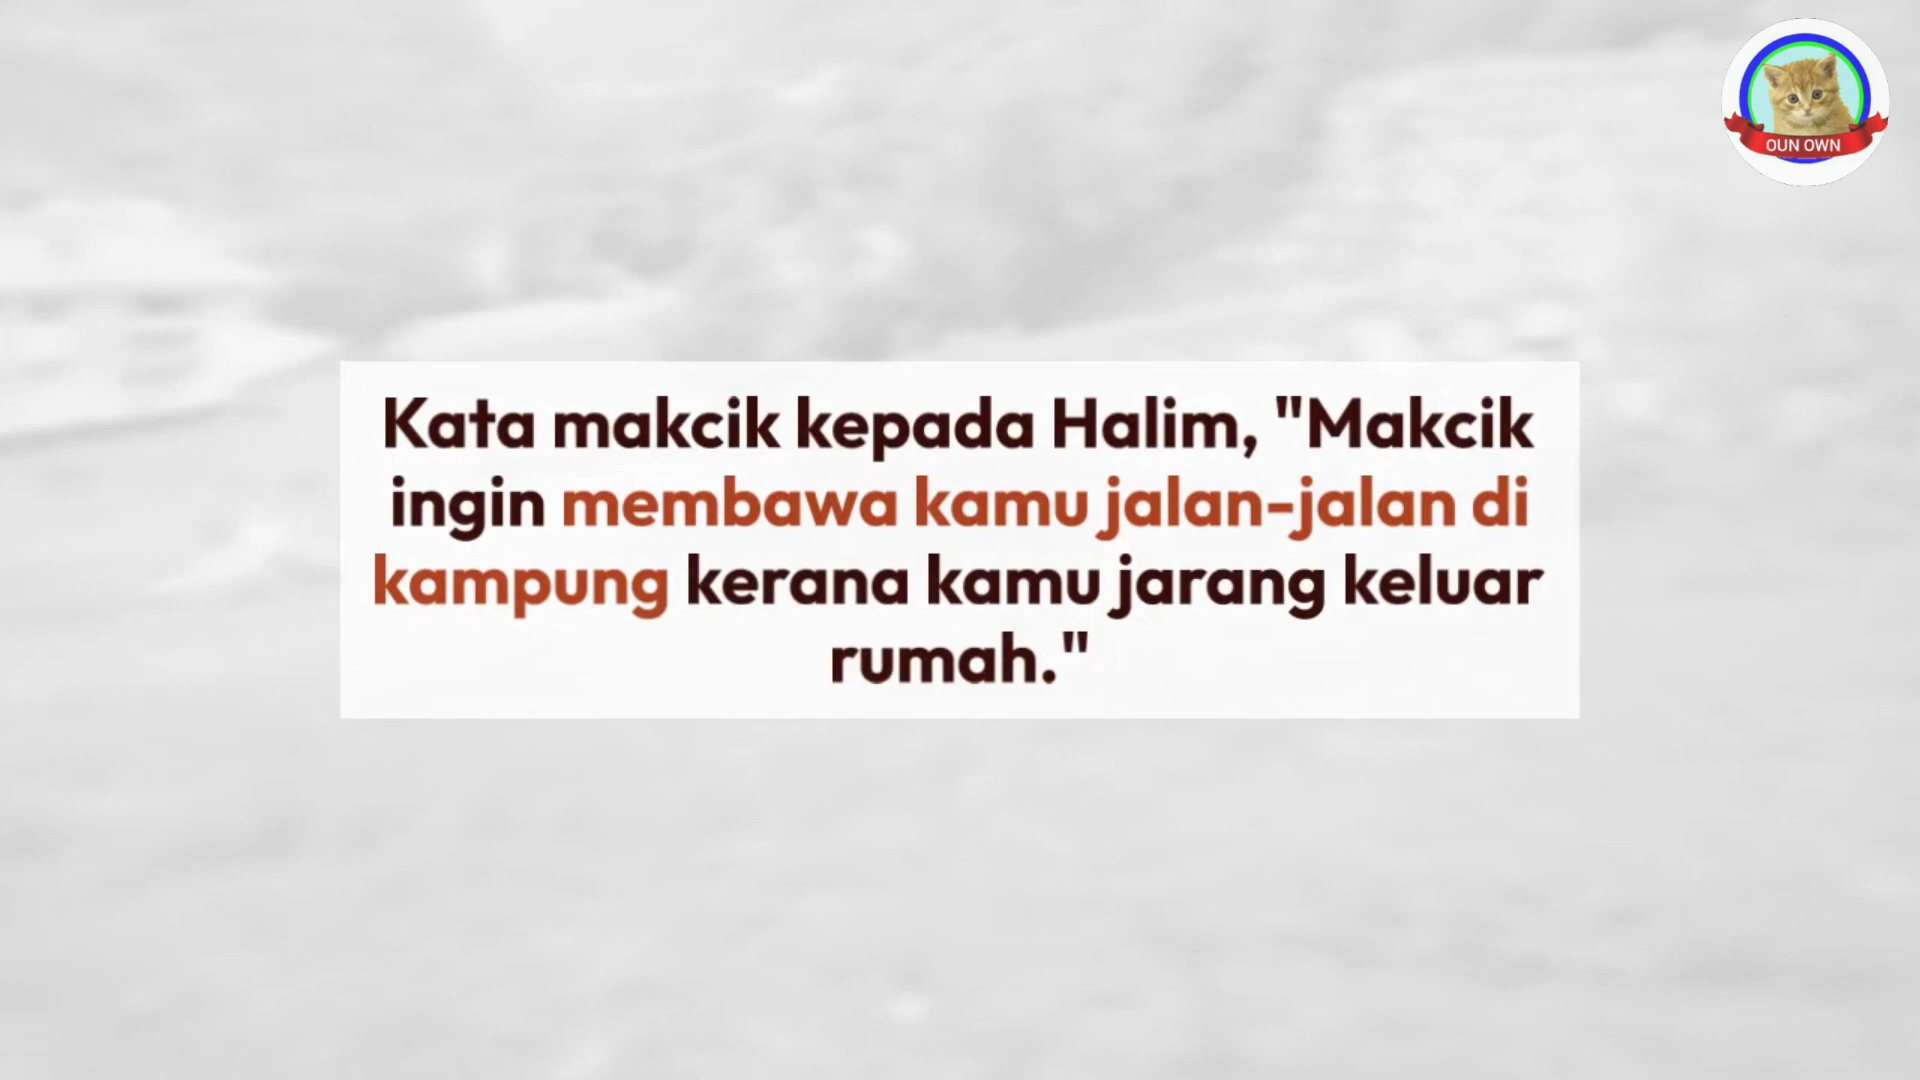 OUN OWN
Kata makcik kepada Halim, "Makcik
ingin membawa kamu jalan-jalan di
kampung kerana kamu jarang keluar
rumah."